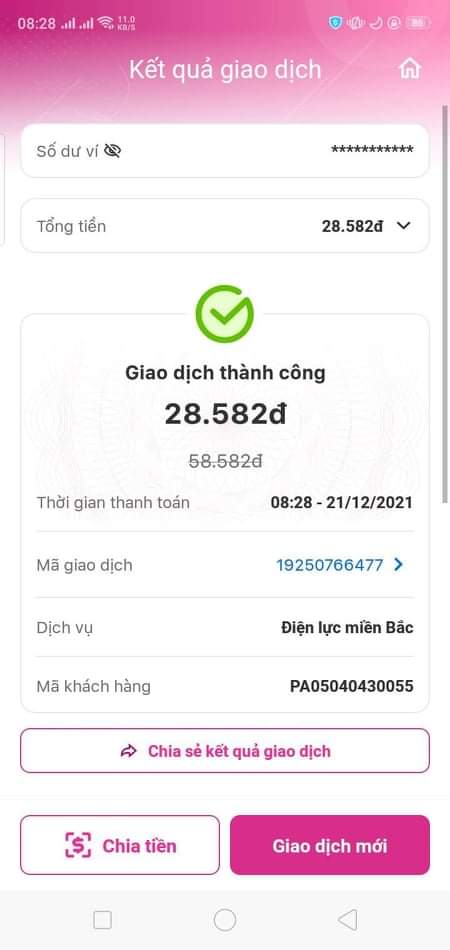 08:28 11.0 KB/S 86
Kết quả giao dịch
Số dư ví ***********
Tổng tiền 28.582đ
Giao dịch thành công
28.582đ
58.582đ
Thời gian thanh toán 08:28 - 21/12/2021
Mã giao dịch 19250766477
Dịch vụ Điện lực miền Bắc
Mã khách hàng PA05040430055
Chia sẻ kết quả giao dịch
Chia tiền Giao dịch mới